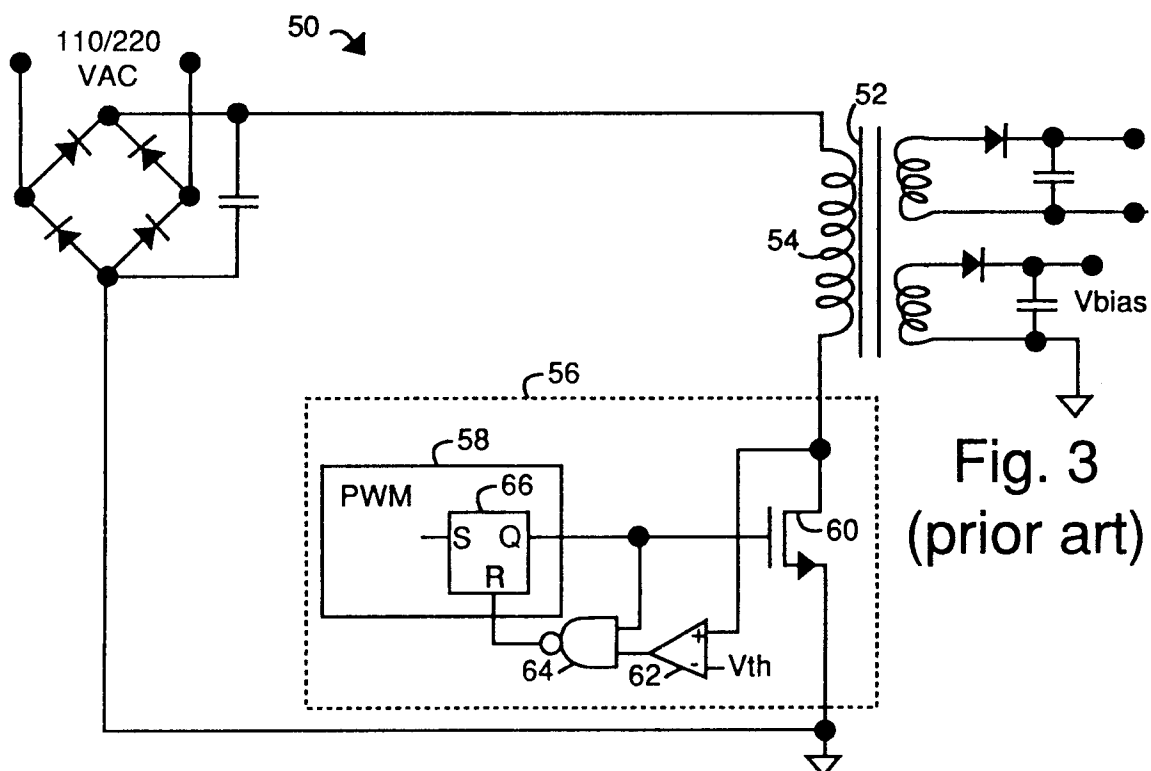 110/220
VAC
50
52
54
Vbias
56
58
PWM
66
S Q
R
60
64
62
+
-
Vth
Fig. 3
(prior art)